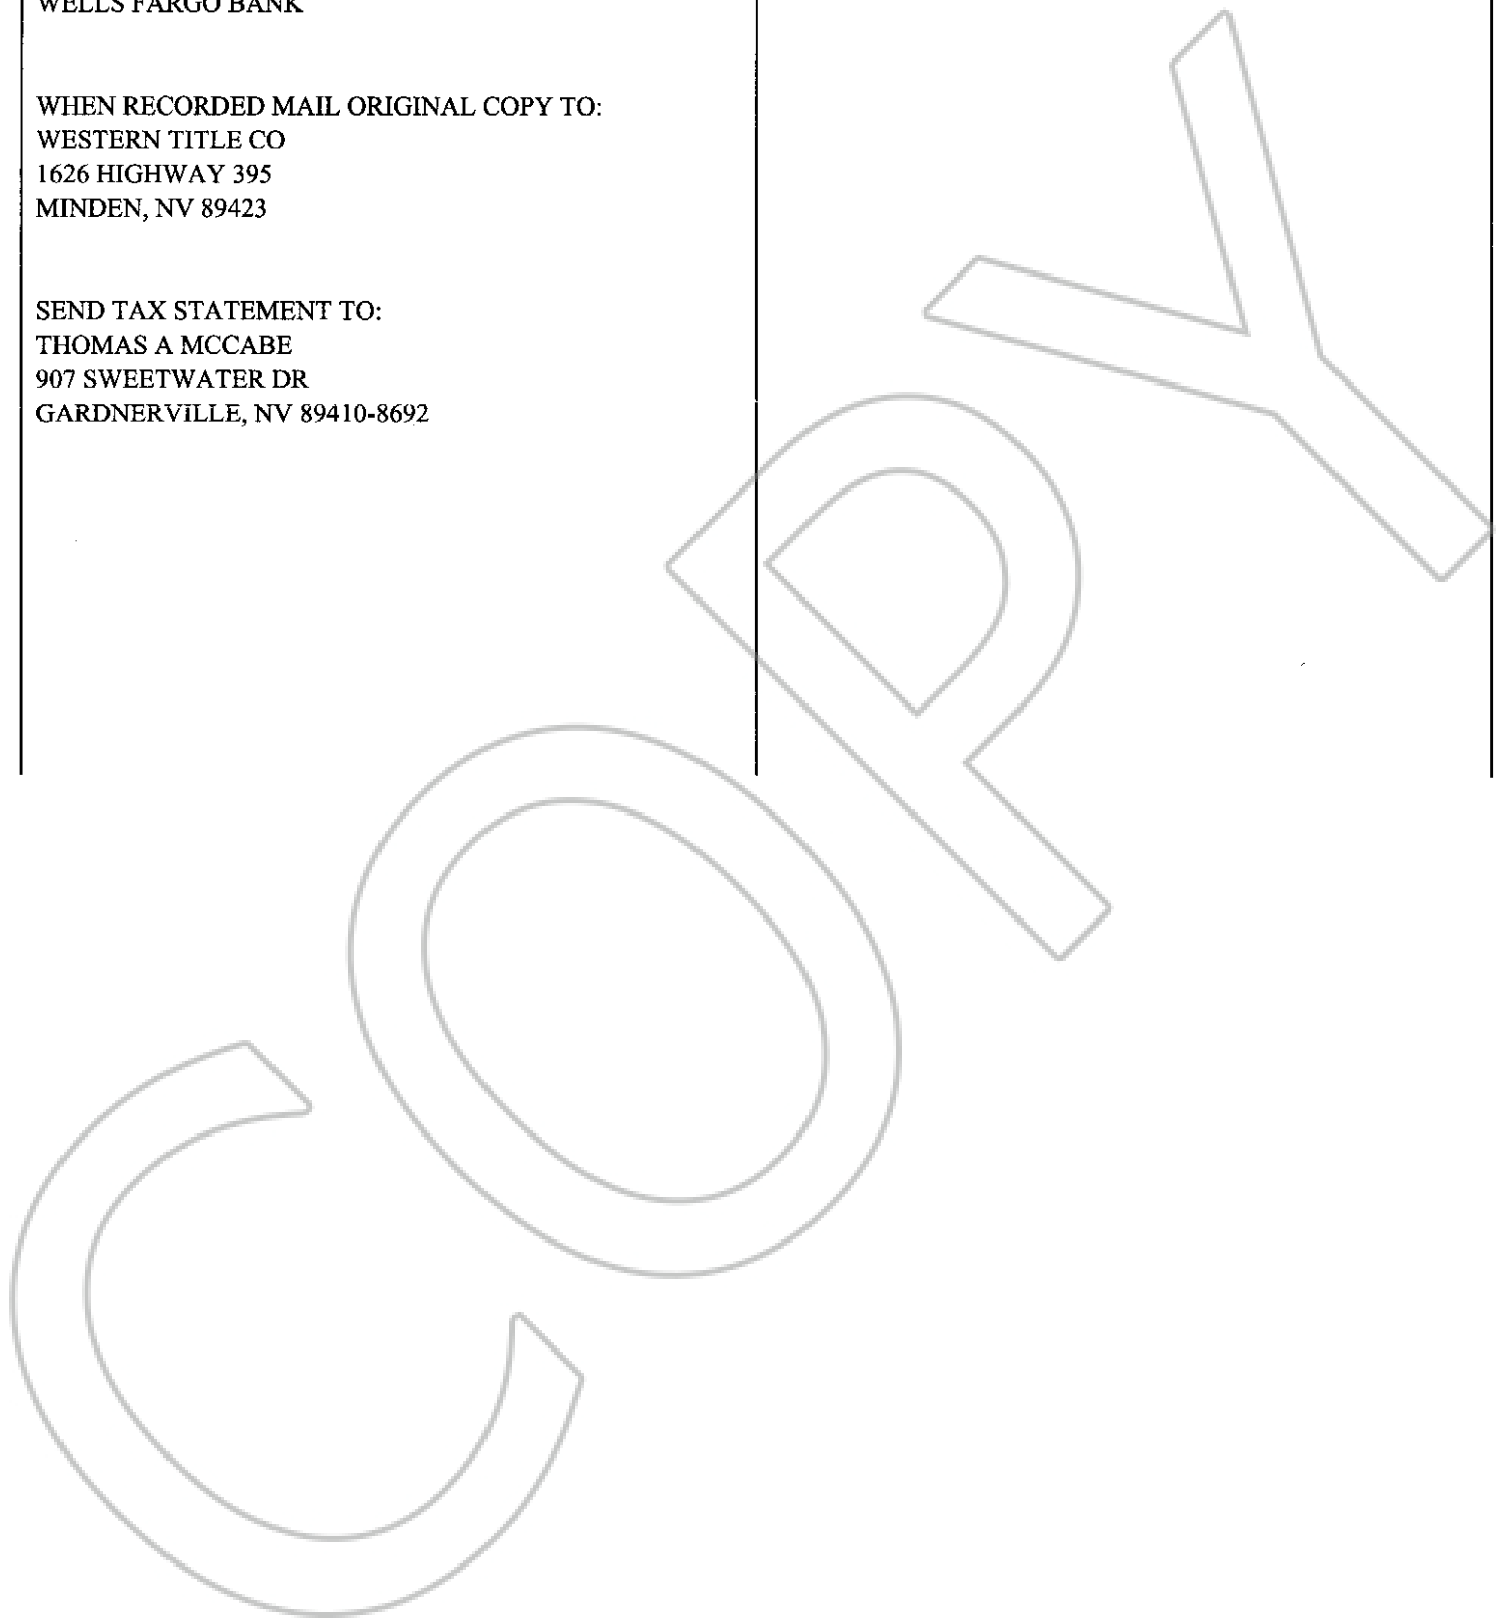 WELLS FARGO BANK
WHEN RECORDED MAIL ORIGINAL COPY TO:
WESTERN TITLE CO
1626 HIGHWAY 395
MINDEN, NV 89423
SEND TAX STATEMENT TO:
THOMAS A MCCABE
907 SWEETWATER DR
GARDNERVILLE, NV 89410-8692
COPY